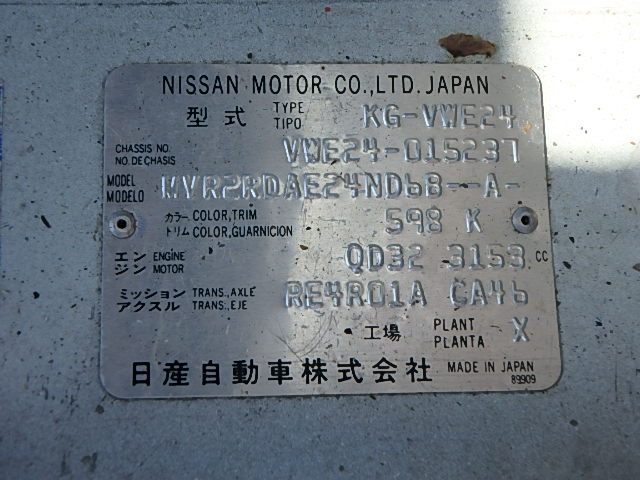 NISSAN MOTOR CO.,LTD. JAPAN
型式 TYPE TIPO KG-VWE24
CHASSIS NO. NO. DE CHASIS VWE24-015237
MODEL MODELO WVR2RDAE24ND6B--A-
カラー COLOR,TRIM 598 K
トリム COLOR,GUARNICION
エンジン ENGINE MOTOR QD32 3153 CC
ミッション TRANS.,AXLE RE4R01A CA46
アクスル TRANS.,EJE
工場 PLANT PLANTA X
日産自動車株式会社 MADE IN JAPAN
89909